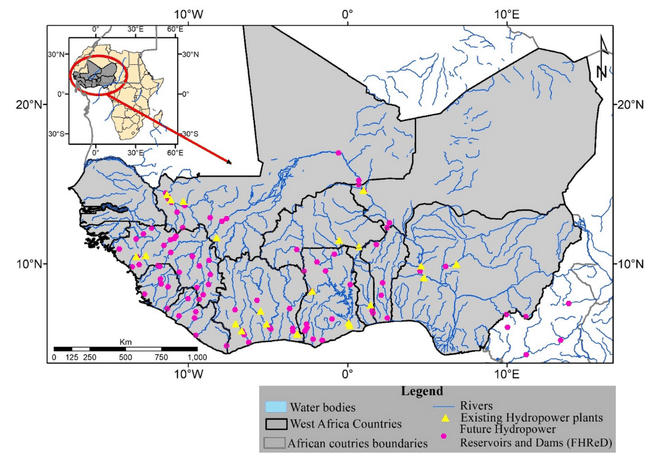 10°W 0° 10°E
30°W 0° 30°E 60°E
30°N 30°N
0° 0°
30°S 30°S
30°W 0° 30°E 60°E
N
20°N 20°N
10°N 10°N
Km
0 125 250 500 750 1,000
10°W 0° 10°E
Legend
Water bodies
West Africa Countries
African coutries boundaries
Rivers
Existing Hydropower plants
Future Hydropower
Reservoirs and Dams (FHReD)